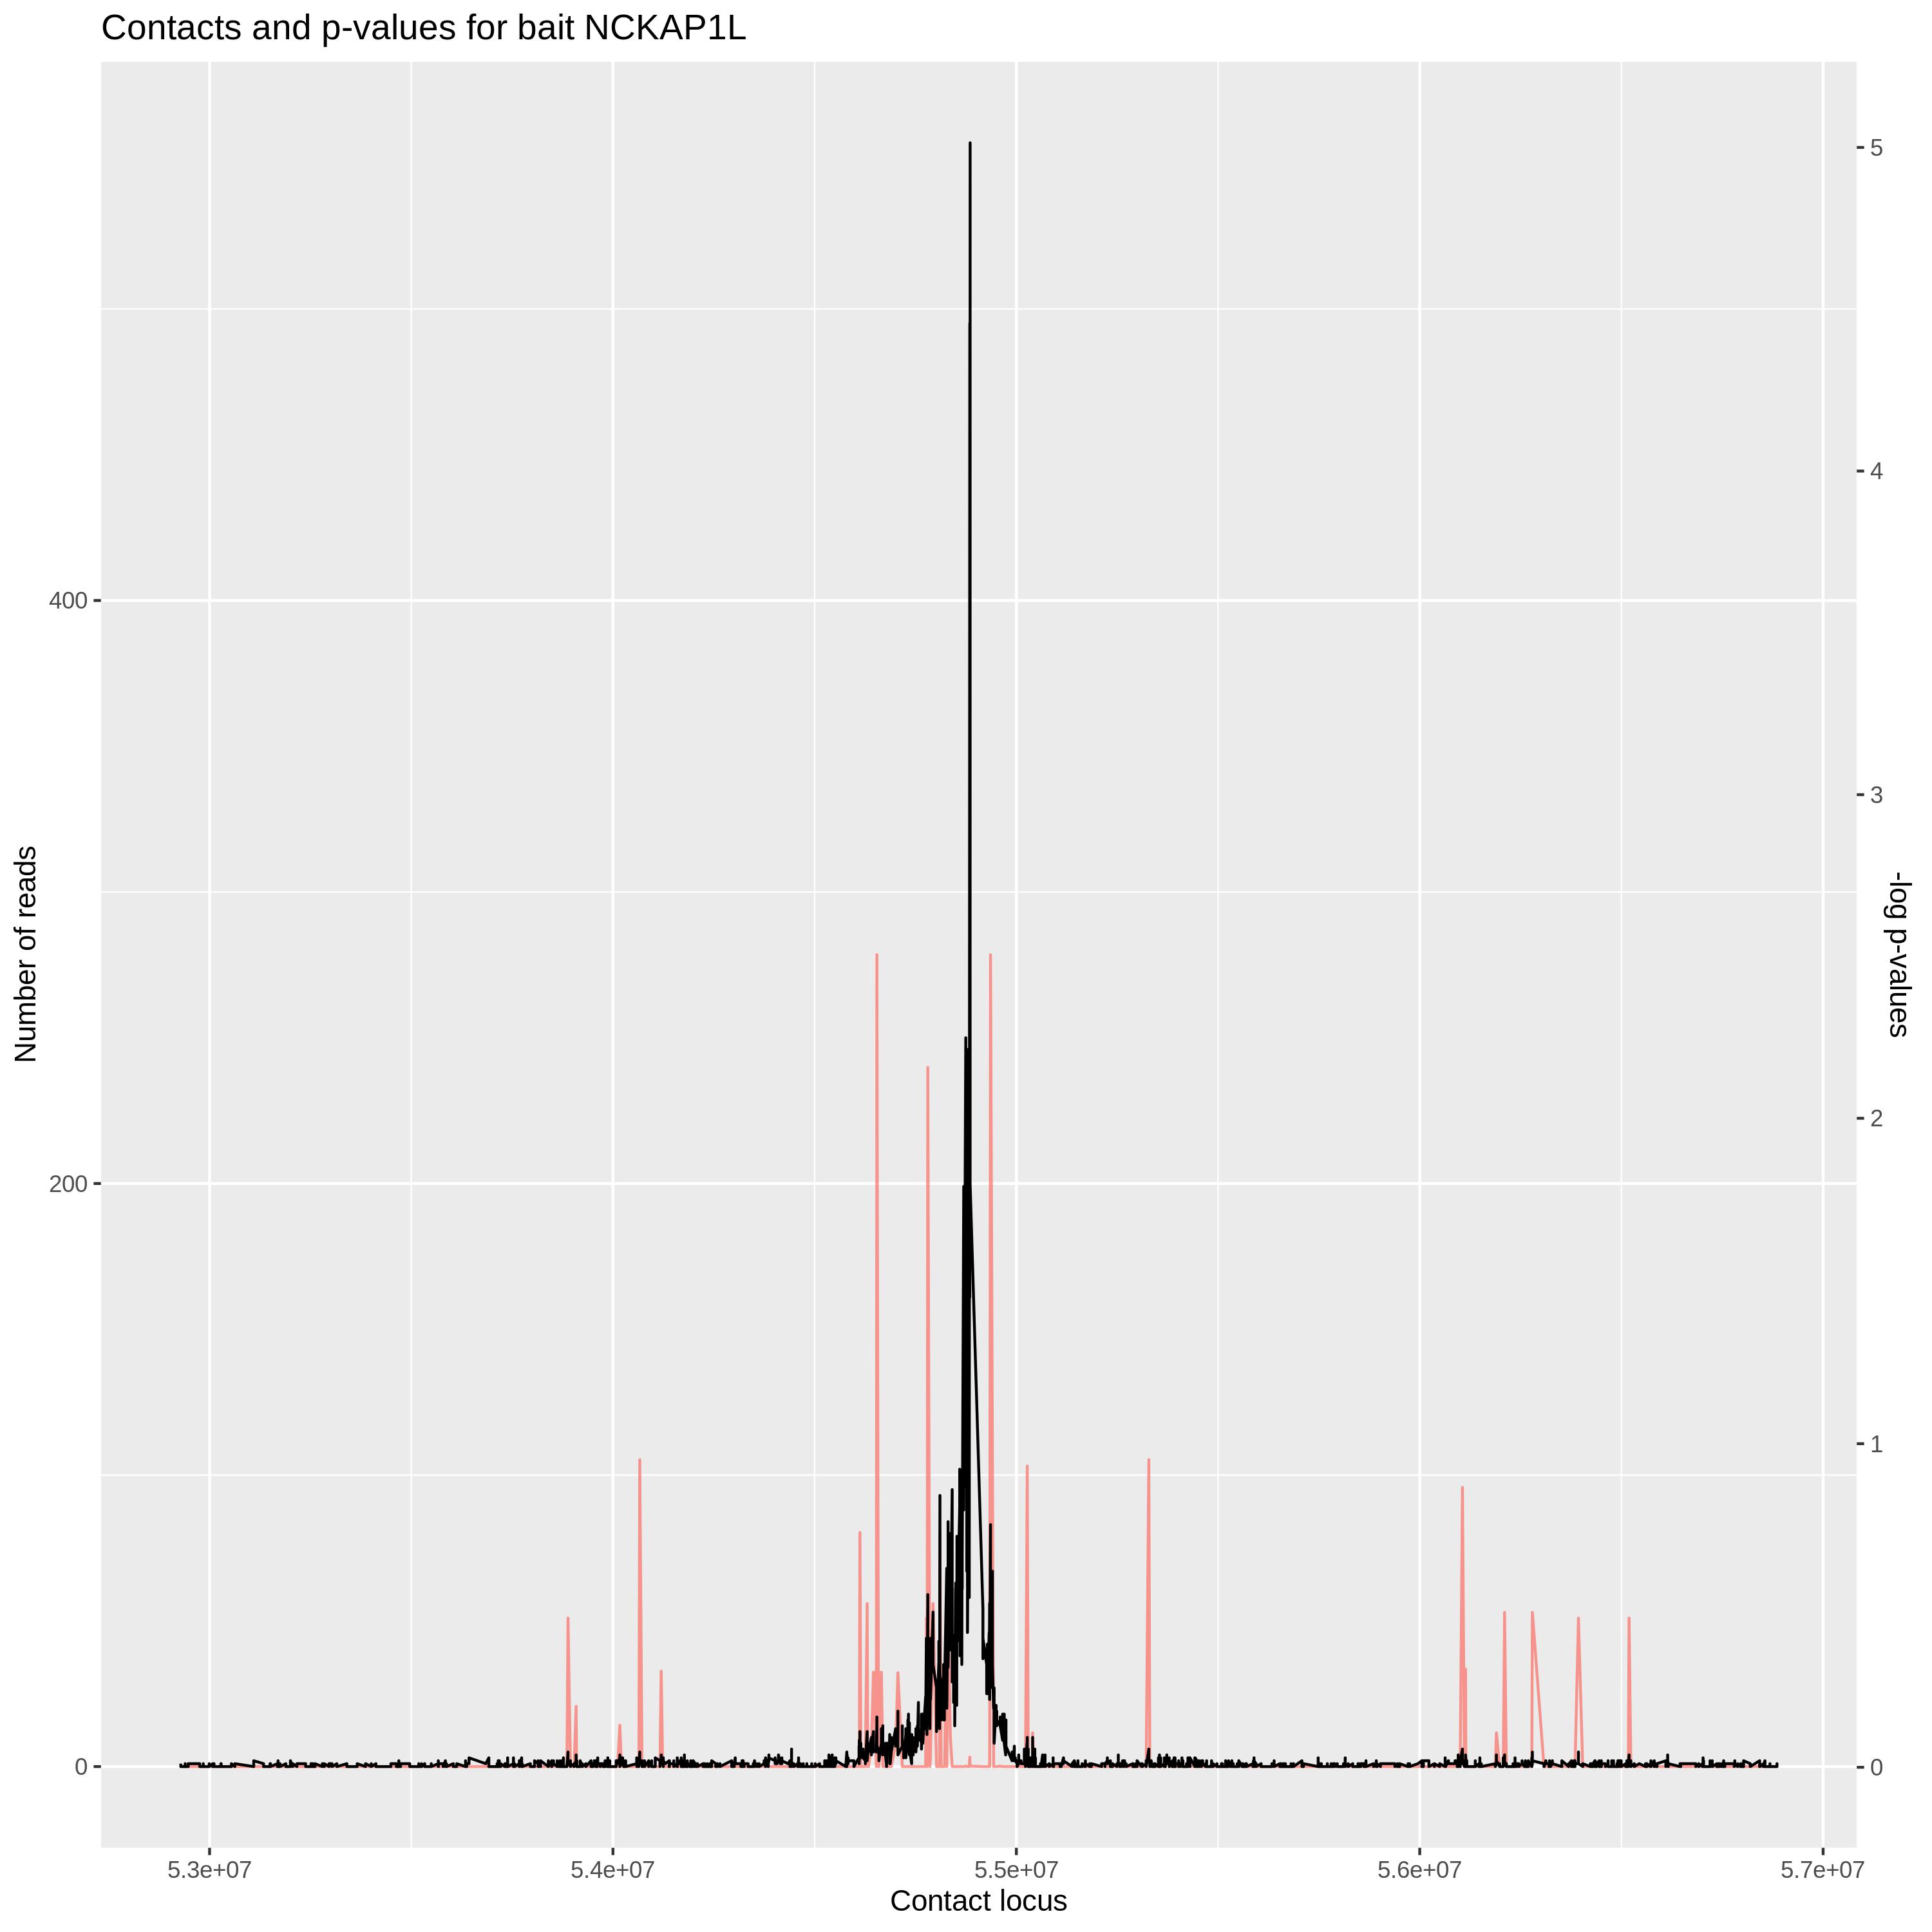 Contacts and p-values for bait NCKAP1L
Number of reads
400
200
0
5
4
3
2
1
0
-log p-values
5.3e+07 5.4e+07 5.5e+07 5.6e+07 5.7e+07
Contact locus